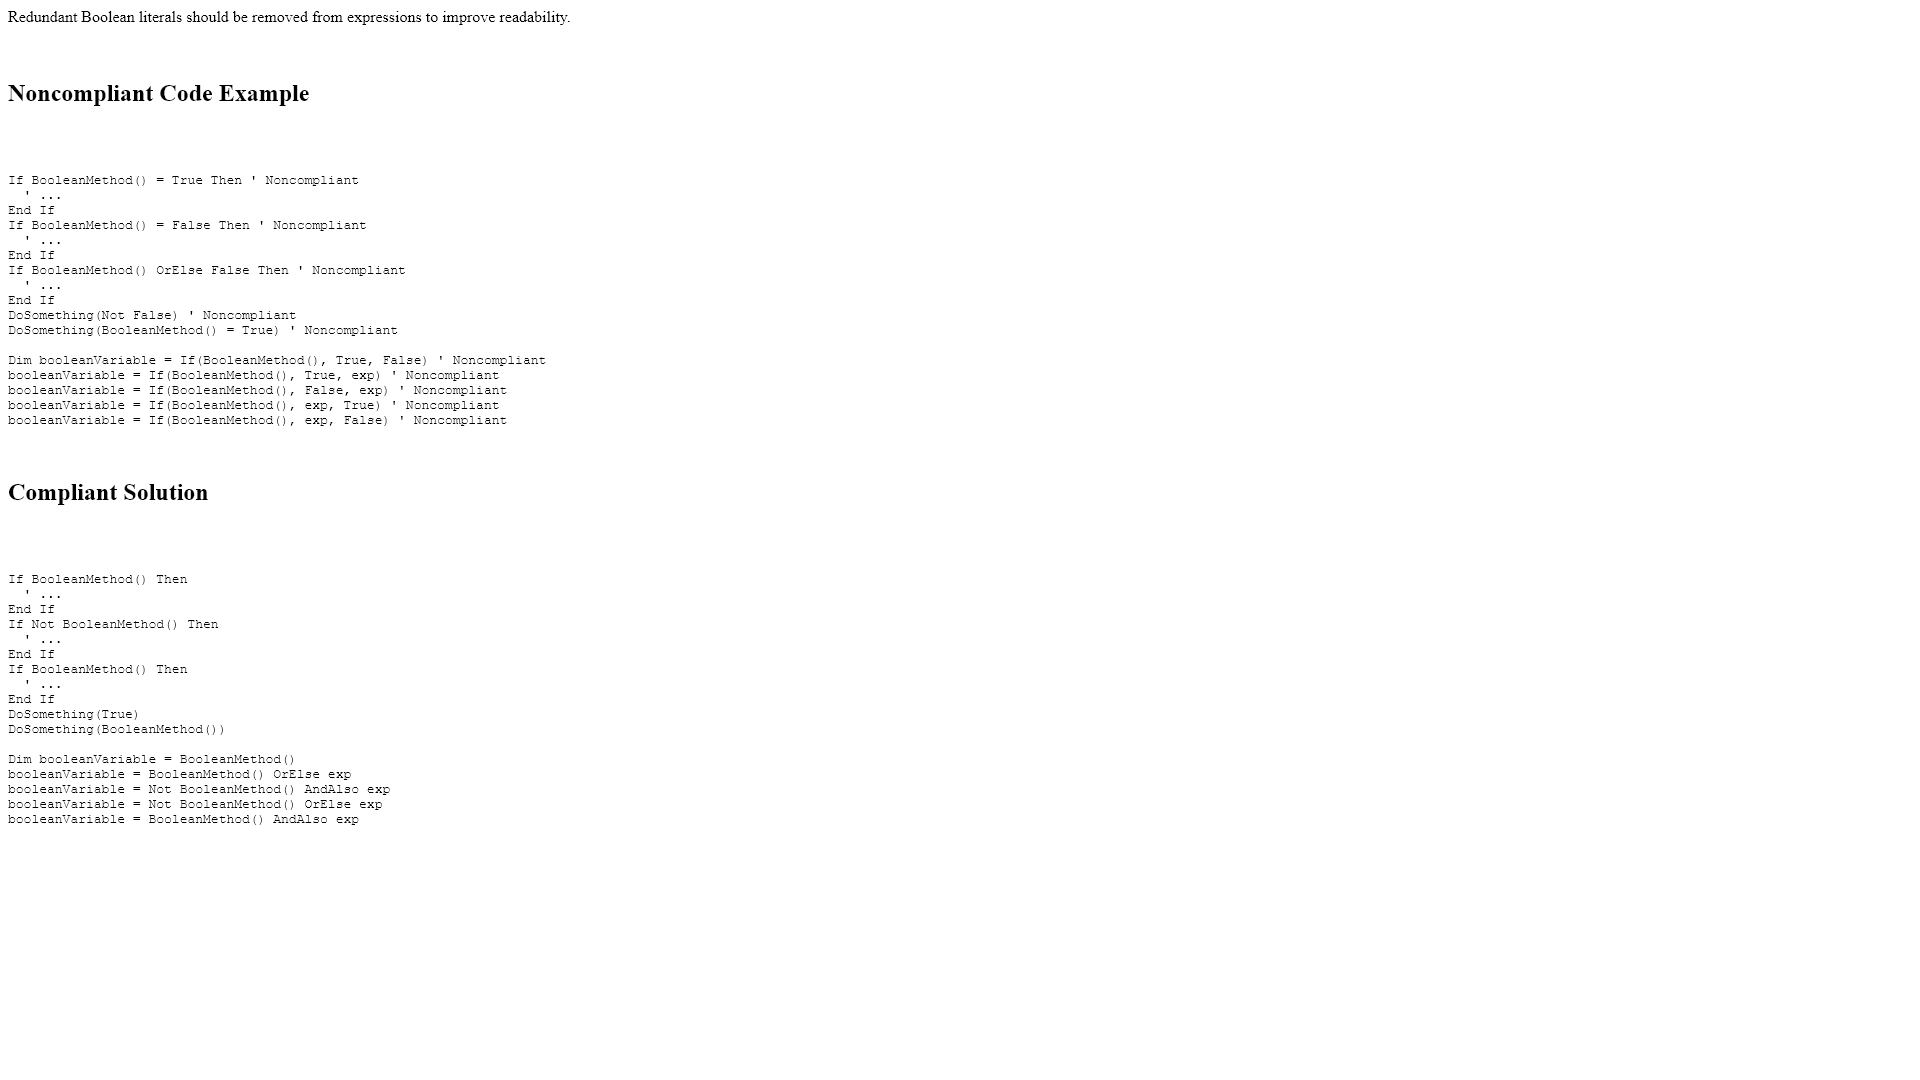 Redundant Boolean literals should be removed from expressions to improve readability.
Noncompliant Code Example
If BooleanMethod() = True Then ' Noncompliant
  ' ...
End If
If BooleanMethod() = False Then ' Noncompliant
  ' ...
End If
If BooleanMethod() OrElse False Then ' Noncompliant
  ' ...
End If
DoSomething(Not False) ' Noncompliant
DoSomething(BooleanMethod() = True) ' Noncompliant

Dim booleanVariable = If(BooleanMethod(), True, False) ' Noncompliant
booleanVariable = If(BooleanMethod(), True, exp) ' Noncompliant
booleanVariable = If(BooleanMethod(), False, exp) ' Noncompliant
booleanVariable = If(BooleanMethod(), exp, True) ' Noncompliant
booleanVariable = If(BooleanMethod(), exp, False) ' Noncompliant
Compliant Solution
If BooleanMethod() Then
  ' ...
End If
If Not BooleanMethod() Then
  ' ...
End If
If BooleanMethod() Then
  ' ...
End If
DoSomething(True)
DoSomething(BooleanMethod())

Dim booleanVariable = BooleanMethod()
booleanVariable = BooleanMethod() OrElse exp
booleanVariable = Not BooleanMethod() AndAlso exp
booleanVariable = Not BooleanMethod() OrElse exp
booleanVariable = BooleanMethod() AndAlso exp